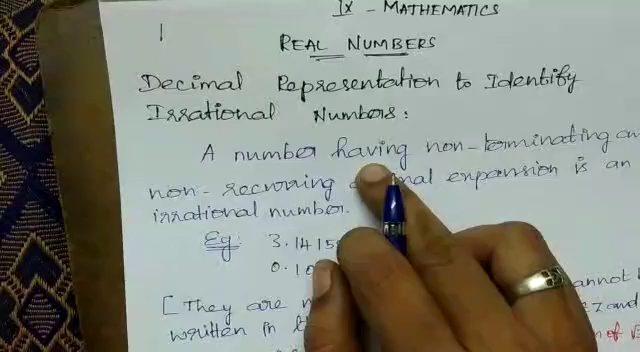 IX - MATHEMATICS
1
REAL NUMBERS
Decimal Representation to Identify
Irrational Numbers:
A number having non-terminating
non-recurring expansion is an
irrational number.
Eg: 3.1415
0.10
[They are
written in